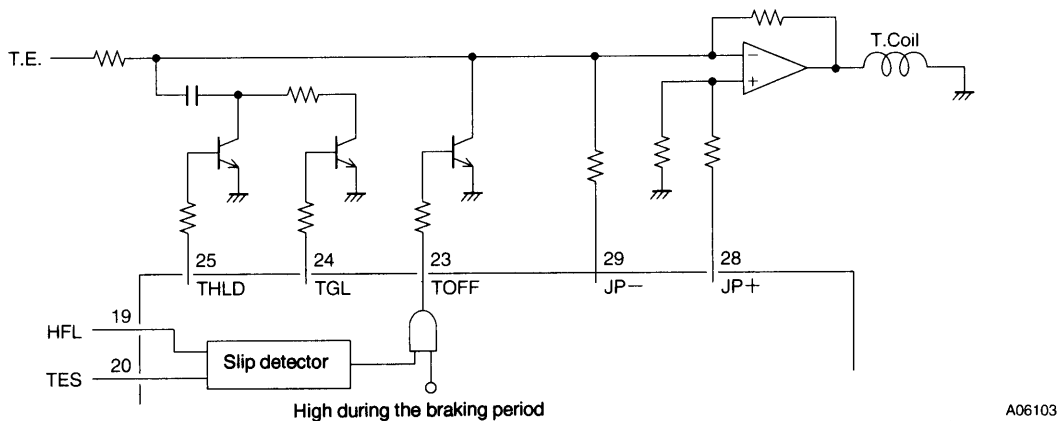 T.E.
T.Coil
−
+
25
24
23
29
28
THLD
TGL
TOFF
JP−
JP+
HFL
19
TES
20
Slip detector
High during the braking period
A06103